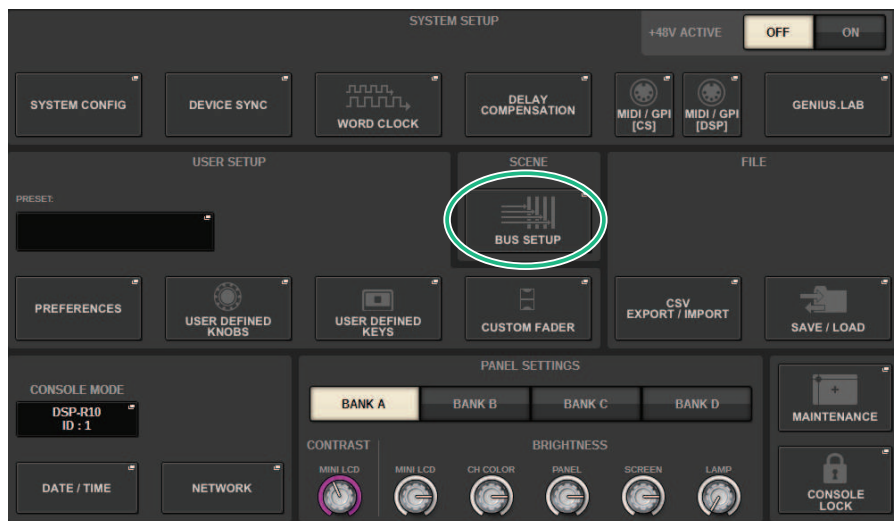 SYSTEM SETUP
+48V ACTIVE
OFF
ON
SYSTEM CONFIG
DEVICE SYNC
WORD CLOCK
DELAY
COMPENSATION
MIDI / GPI
[CS]
MIDI / GPI
[DSP]
GENIUS.LAB
USER SETUP
SCENE
FILE
PRESET:
BUS SETUP
PREFERENCES
USER DEFINED
KNOBS
USER DEFINED
KEYS
CUSTOM FADER
CSV
EXPORT / IMPORT
SAVE / LOAD
PANEL SETTINGS
CONSOLE MODE
DSP-R10
ID : 1
BANK A
BANK B
BANK C
BANK D
MAINTENANCE
CONTRAST
BRIGHTNESS
MINI LCD
MINI LCD
CH COLOR
PANEL
SCREEN
LAMP
DATE / TIME
NETWORK
CONSOLE
LOCK